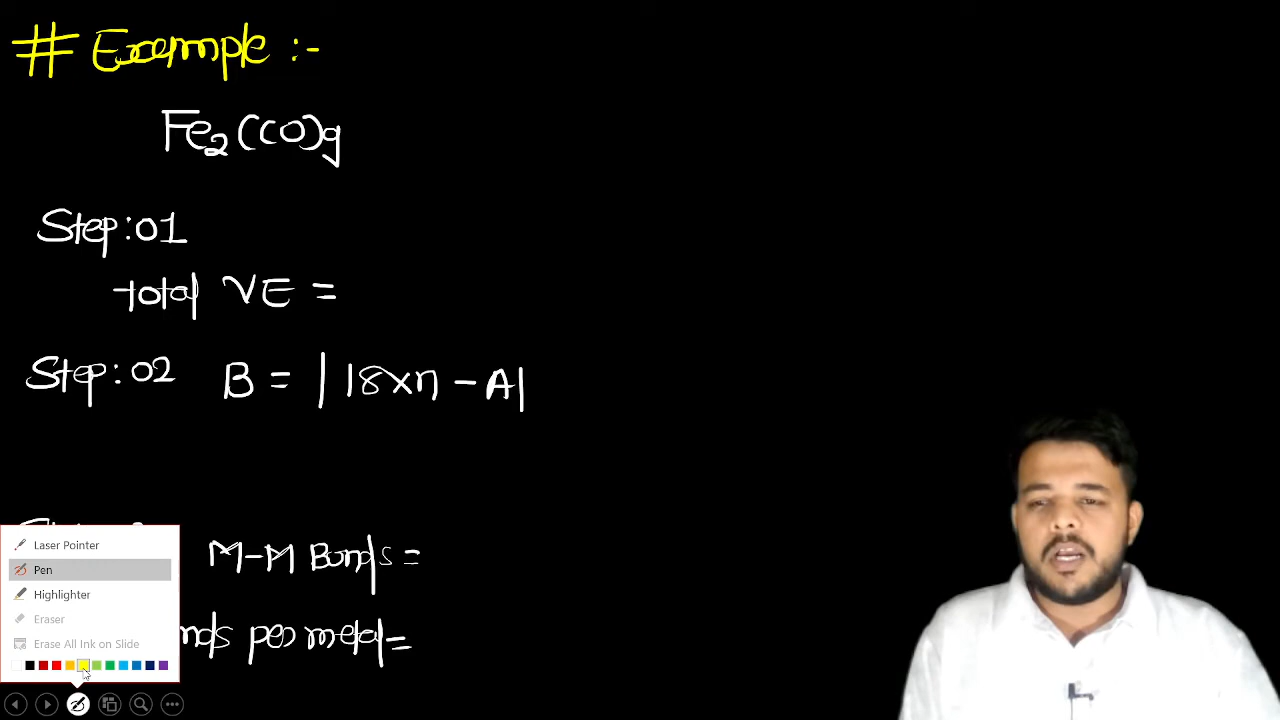 # Example :-
Fe2(CO)9
Step:01
total VE =
Step:02 B = | 18×n - A|
M-M Bonds =
nds per metal =
Laser Pointer
Pen
Highlighter
Eraser
Erase All Ink on Slide